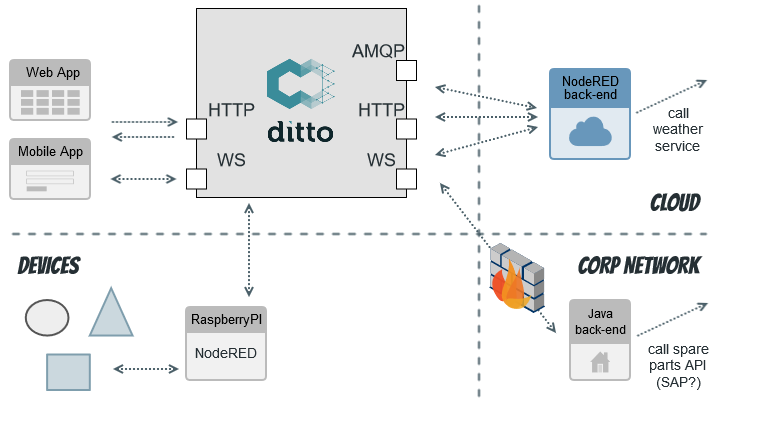 Web App
Mobile App
HTTP
WS
ditto
AMQP
HTTP
WS
NodeRED
back-end
call
weather
service
CLOUD
DEVICES
RaspberryPI
NodeRED
CORP NETWORK
Java
back-end
call spare
parts API
(SAP?)